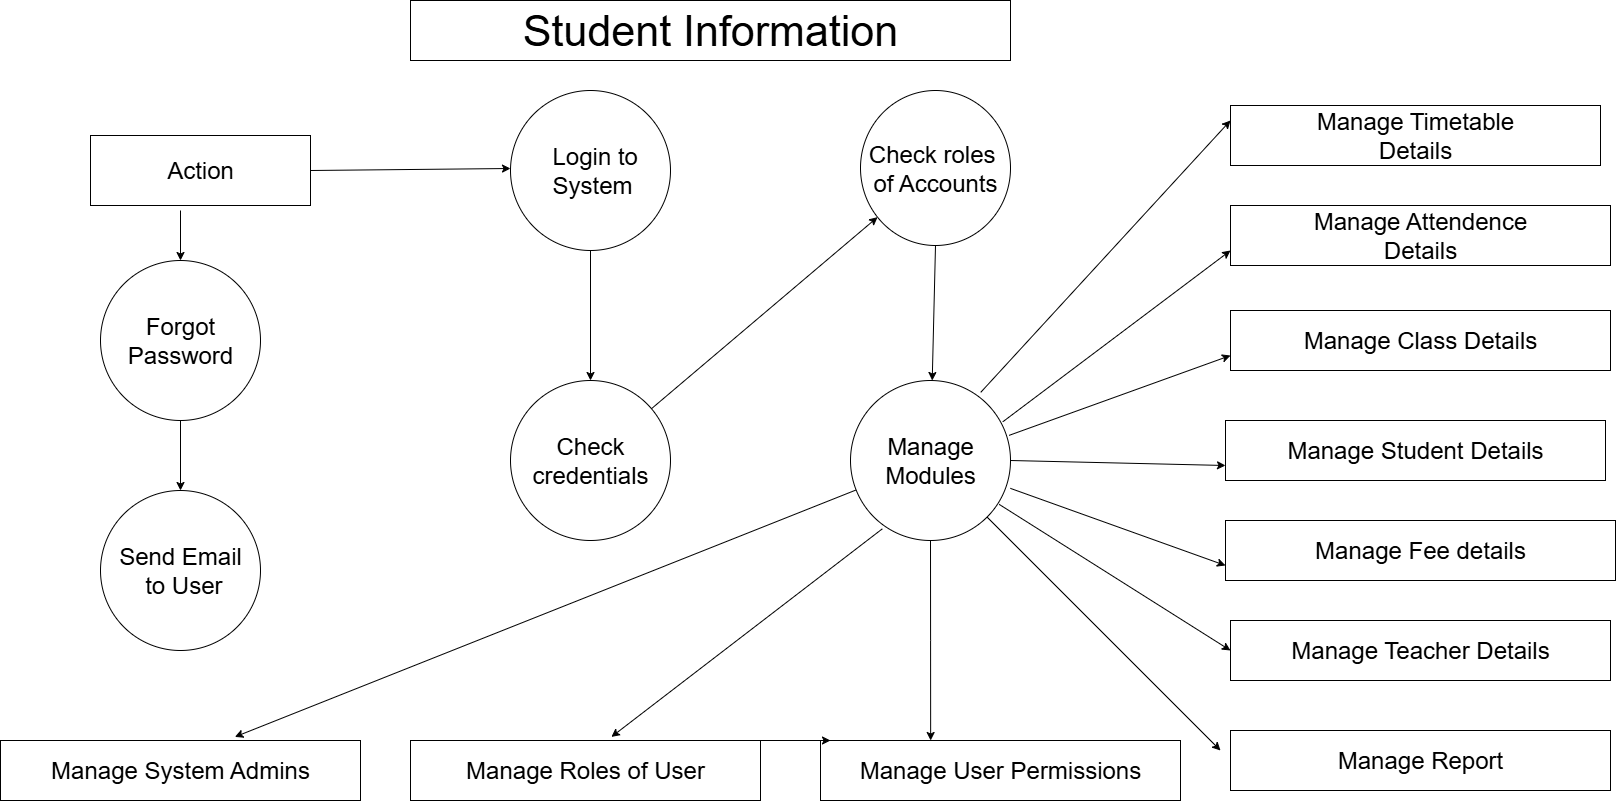 Student Information
Action
Login to
System
Check roles
of Accounts
Manage Timetable
Details
Manage Attendence
Details
Forgot
Password
Manage Class Details
Check
credentials
Manage
Modules
Manage Student Details
Send Email
to User
Manage Fee details
Manage Teacher Details
Manage System Admins
Manage Roles of User
Manage User Permissions
Manage Report